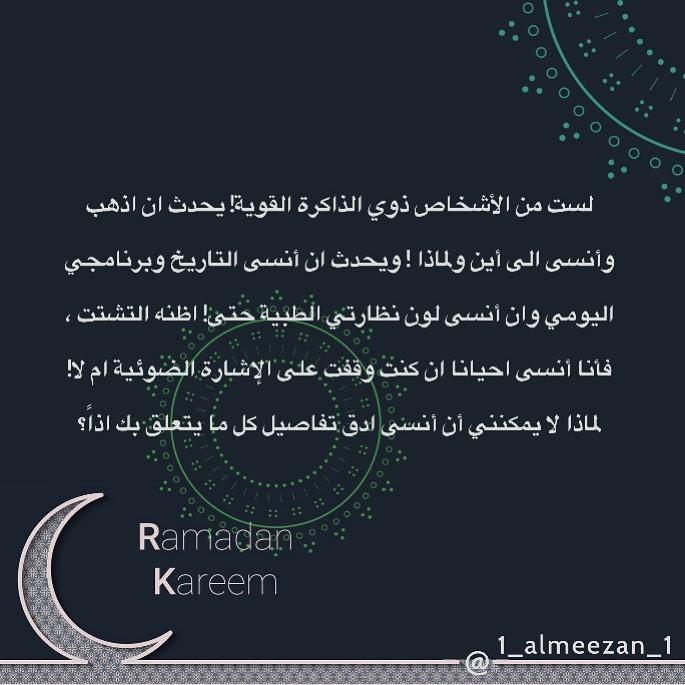 لست من الأشخاص ذوي الذاكرة القوية! يحدث ان اذهب
وأنسى الى أين ولماذا ! ويحدث ان أنسى التاريخ وبرنامجي
اليومي وان أنسى لون نظارتي الطبية حتى! اظنه التشتت ،
فأنا أنسى احيانا ان كنت وقفت على الإشارة الضوئية ام لا!
لماذا لا يمكنني أن أنسى ادق تفاصيل كل ما يتعلق بك اذاً؟
Ramadan
Kareem
@ 1_almeezan_1